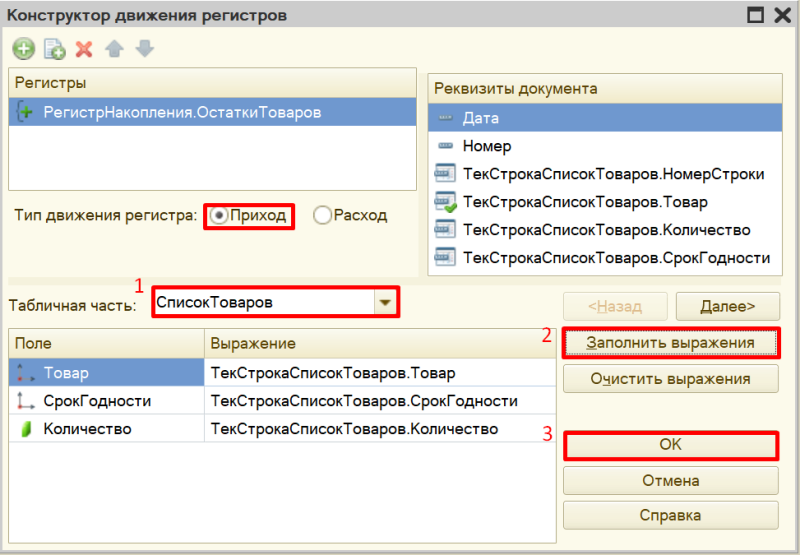 Конструктор движения регистров
Регистры
РегистрНакопления.ОстаткиТоваров
Реквизиты документа
Дата
Номер
ТекСтрокаСписокТоваров.НомерСтроки
ТекСтрокаСписокТоваров.Товар
ТекСтрокаСписокТоваров.Количество
ТекСтрокаСписокТоваров.СрокГодности
Тип движения регистра: Приход Расход
1
Табличная часть: СписокТоваров
<Назад Далее>
Поле Выражение
Товар ТекСтрокаСписокТоваров.Товар
СрокГодности ТекСтрокаСписокТоваров.СрокГодности
Количество ТекСтрокаСписокТоваров.Количество
2 Заполнить выражения
Очистить выражения
3 OK
Отмена
Справка